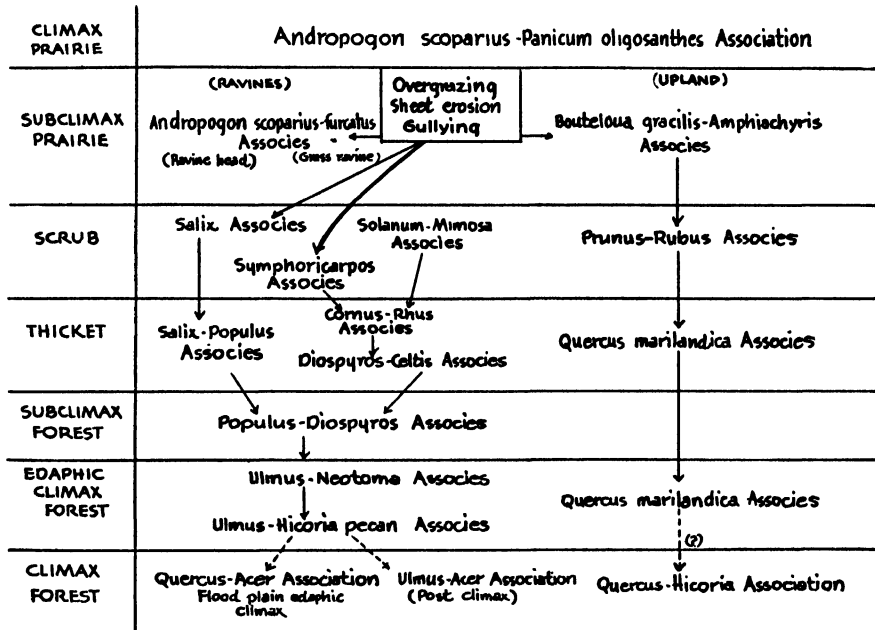 CLIMAX
PRAIRIE
Andropogon scoparius-Panicum oligosanthes Association
(RAVINES)
Overgrazing
Sheet erosion
Gullying
(UPLAND)
SUBCLIMAX
PRAIRIE
Andropogon scoparius-furcatus
Associes
(Ravine head)
(Grass ravine)
Bouteloua gracilis-Amphiachyris
Associes
SCRUB
Salix Associes
Solanum-Mimosa
Associes
Symphoricarpos
Associes
Prunus-Rubus Associes
THICKET
Salix-Populus
Associes
Cornus-Rhus
Associes
Diospyros-Celtis Associes
Quercus marilandica Associes
SUBCLIMAX
FOREST
Populus-Diospyros Associes
EDAPHIC
CLIMAX
FOREST
Ulmus-Neotoma Associes
Ulmus-Hicoria pecan Associes
Quercus marilandica Associes
(?)
CLIMAX
FOREST
Quercus-Acer Association
Flood plain edaphic
Climax
Ulmus-Acer Association
(Post climax)
Quercus-Hicoria Association